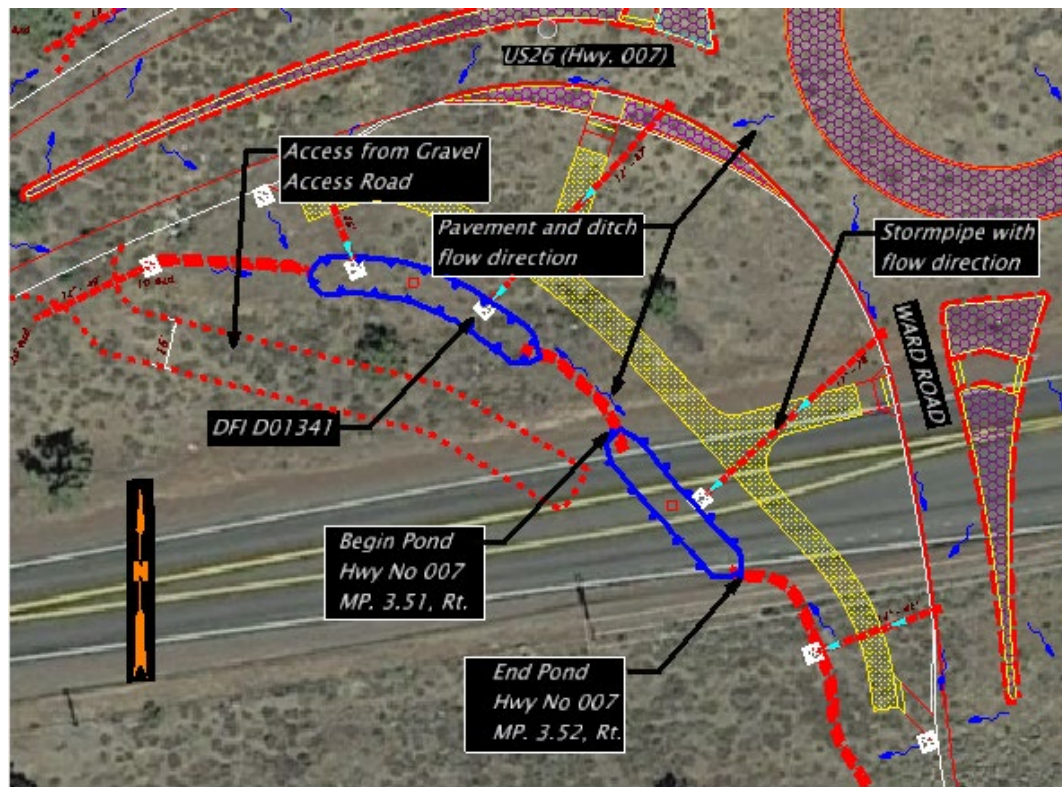 US26 (Hwy. 007)
Access from Gravel
Access Road
Pavement and ditch
flow direction
Stormpipe with
flow direction
WARD ROAD
16'
DFI D01341
Begin Pond
Hwy No 007
MP. 3.51, Rt.
N
End Pond
Hwy No 007
MP. 3.52, Rt.